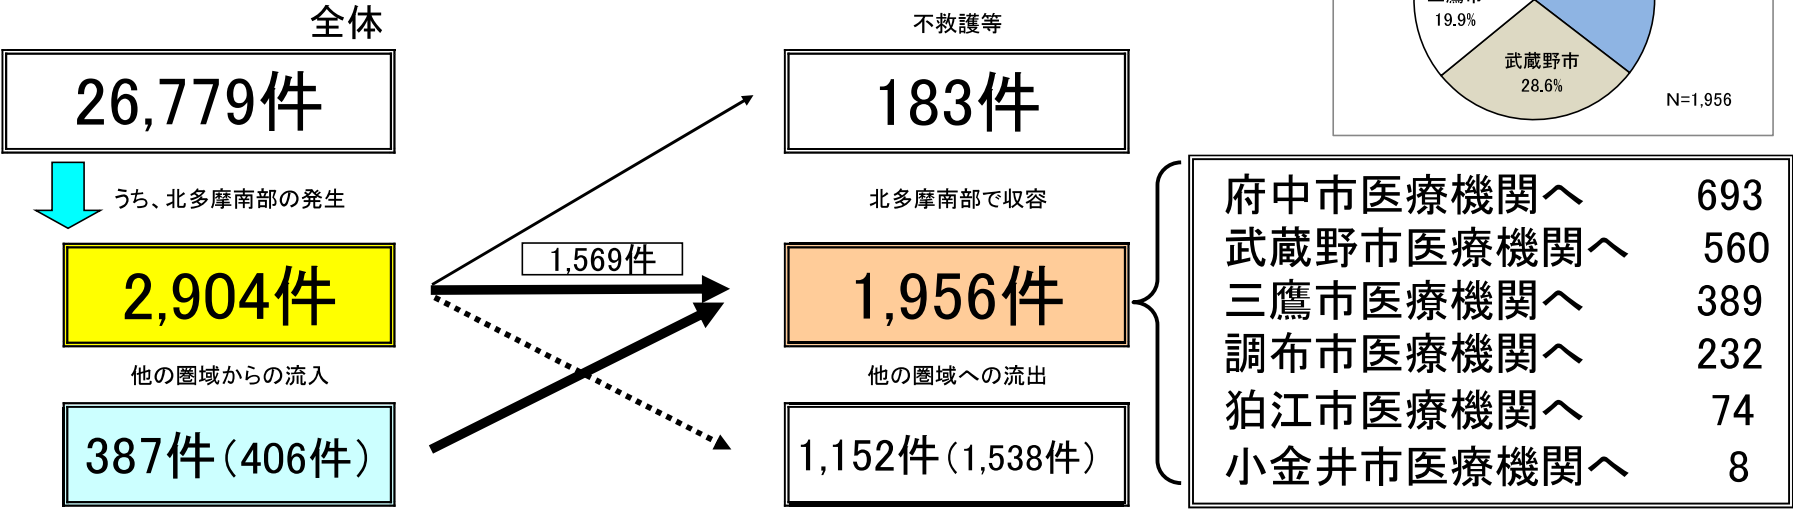 全体
26,779件
うち、北多摩南部の発生
2,904件
他の圏域からの流入
387件（406件）
1,569件
不救護等
183件
北多摩南部で収容
1,956件
他の圏域への流出
1,152件（1,538件）
19.9%
武蔵野市
28.6%
N=1,956
府中市医療機関へ 693
武蔵野市医療機関へ 560
三鷹市医療機関へ 389
調布市医療機関へ 232
狛江市医療機関へ 74
小金井市医療機関へ 8